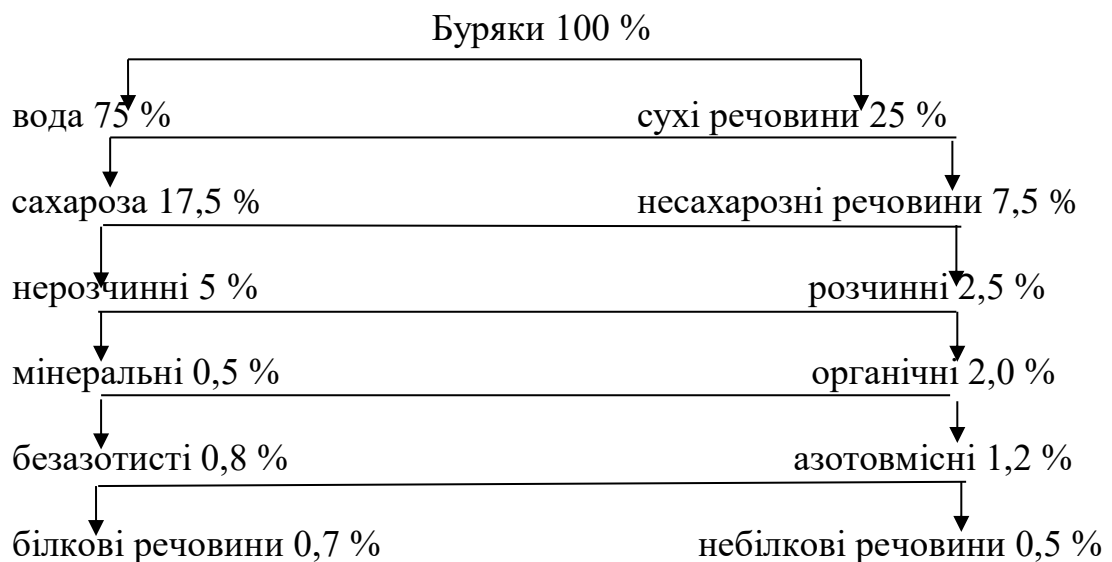 Буряки 100 %
вода 75 % сухі речовини 25 %
сахароза 17,5 % несахарозні речовини 7,5 %
нерозчинні 5 % розчинні 2,5 %
мінеральні 0,5 % органічні 2,0 %
безазотисті 0,8 % азотовмісні 1,2 %
білкові речовини 0,7 % небілкові речовини 0,5 %